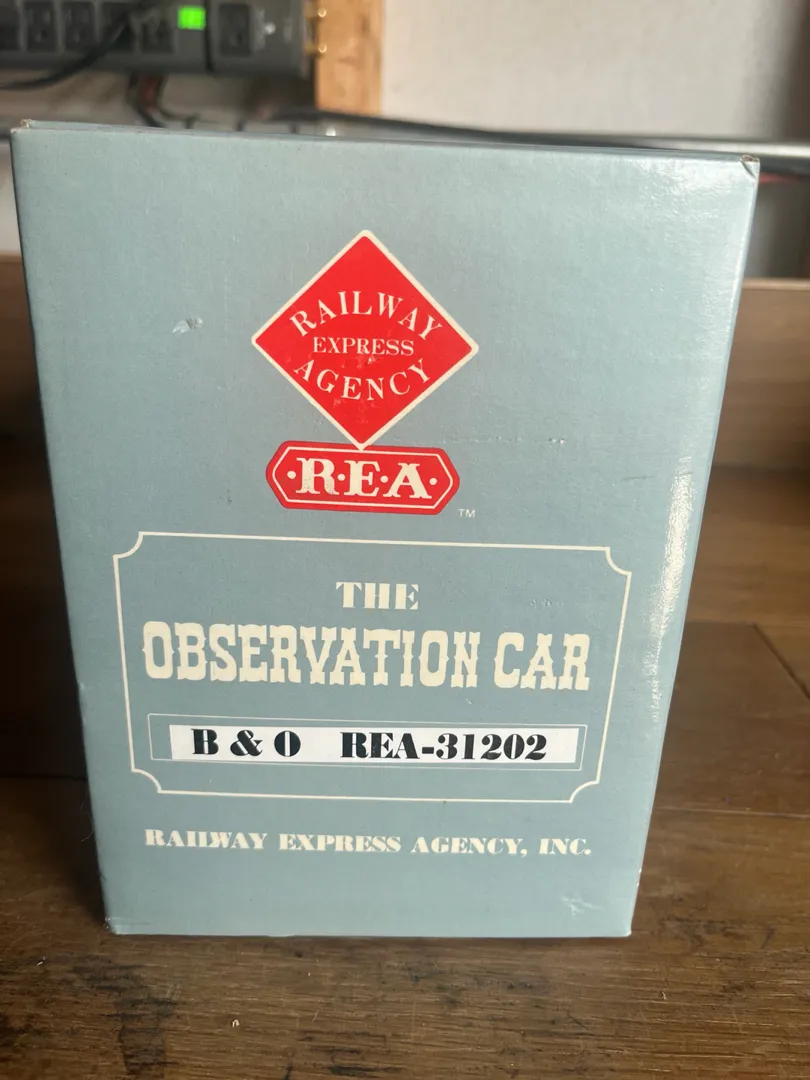 RAILWAY
EXPRESS
AGENCY
·R·E·A·
TM
THE
OBSERVATION CAR
B & O REA-31202
RAILWAY EXPRESS AGENCY, INC.